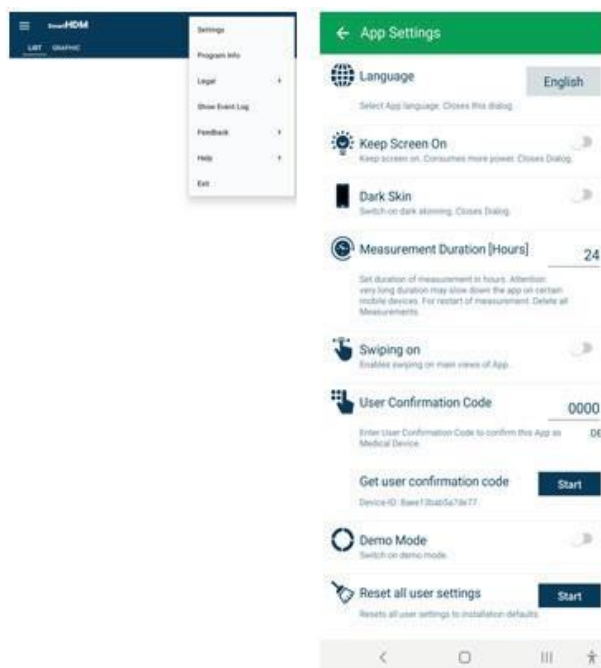 SmartHDM
LIST GRAPHIC
Settings
Program Info
Legal
Show Event Log
Feedback
Help
Exit
App Settings
Language
English
Select App language. Closes this dialog.
Keep Screen On
Keep screen on. Consumes more power. Closes Dialog.
Dark Skin
Switch on dark skinning. Closes Dialog.
Measurement Duration [Hours]
24
Set duration of measurement in hours. Attention:
very long duration may slow down the app on certain
mobile devices. For restart of measurement: Delete all
Measurements.
Swiping on
Enables swiping on main views of App.
User Confirmation Code
0000
Enter User Confirmation Code to confirm this App as
DE
Medical Device.
Get user confirmation code
Start
Device-ID:
Demo Mode
Switch on demo mode.
Reset all user settings
Start
Resets all user settings to installation defaults.